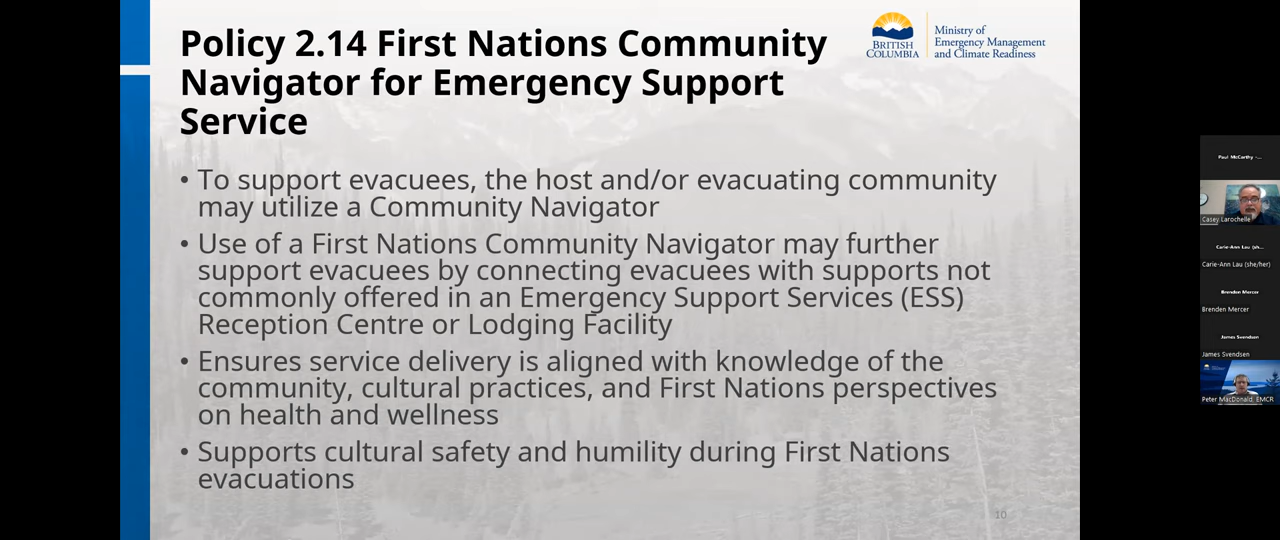 Policy 2.14 First Nations Community
Navigator for Emergency Support
Service
BRITISH
COLUMBIA
Ministry of
Emergency Management
and Climate Readiness
• To support evacuees, the host and/or evacuating community
may utilize a Community Navigator
• Use of a First Nations Community Navigator may further
support evacuees by connecting evacuees with supports not
commonly offered in an Emergency Support Services (ESS)
Reception Centre or Lodging Facility
• Ensures service delivery is aligned with knowledge of the
community, cultural practices, and First Nations perspectives
on health and wellness
• Supports cultural safety and humility during First Nations
evacuations
10
Paul McCarthy -...
Casey Larochelle
Carie-Ann Lau (sh...
Carie-Ann Lau (she/her)
Brenden Mercer
Brenden Mercer
James Svendsen
James Svendsen
Peter MacDonald, EMCR